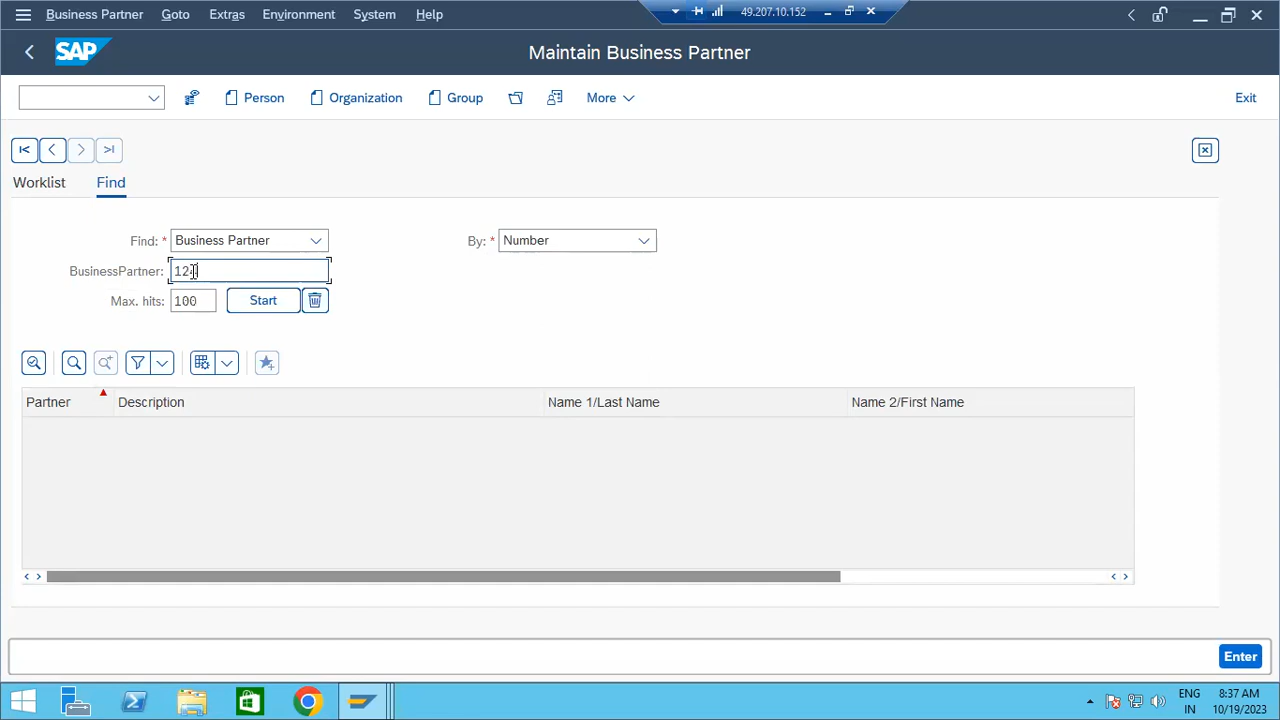 Business Partner Goto Extras Environment System Help 49.207.10.152
SAP Maintain Business Partner
Person Organization Group More Exit
Worklist Find
Find: * Business Partner By: * Number
BusinessPartner:
Max. hits: 100 Start
Partner Description Name 1/Last Name Name 2/First Name
Enter
ENG 8:37 AM
IN 10/19/2023